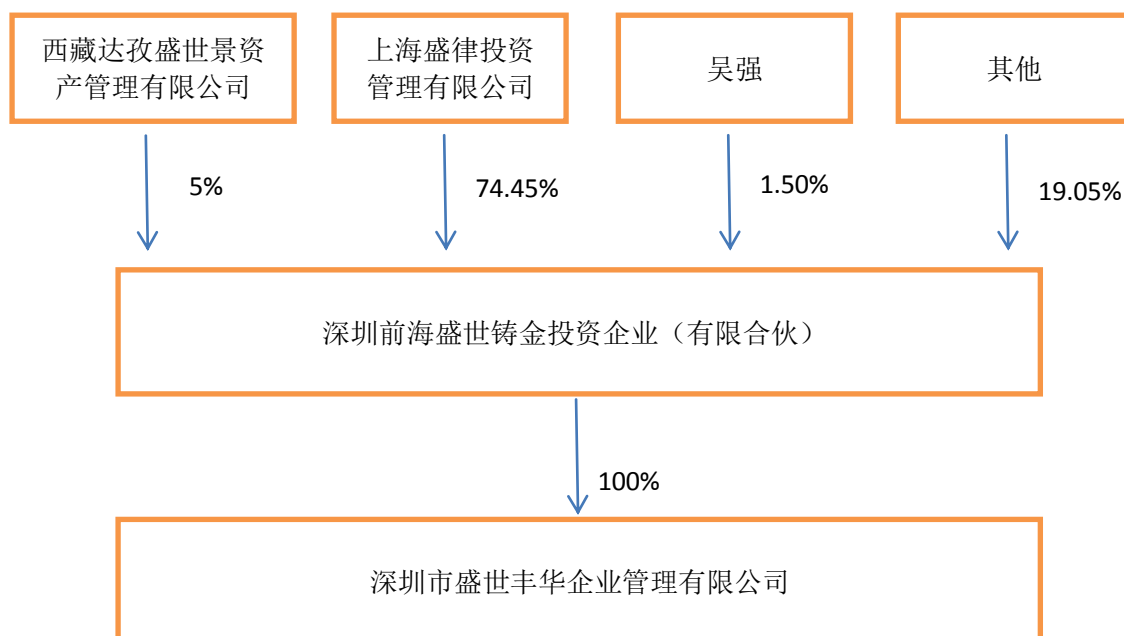 西藏达孜盛世景资
产管理有限公司
上海盛律投资
管理有限公司
吴强
其他
5%
74.45%
1.50%
19.05%
深圳前海盛世铸金投资企业（有限合伙）
100%
深圳市盛世丰华企业管理有限公司